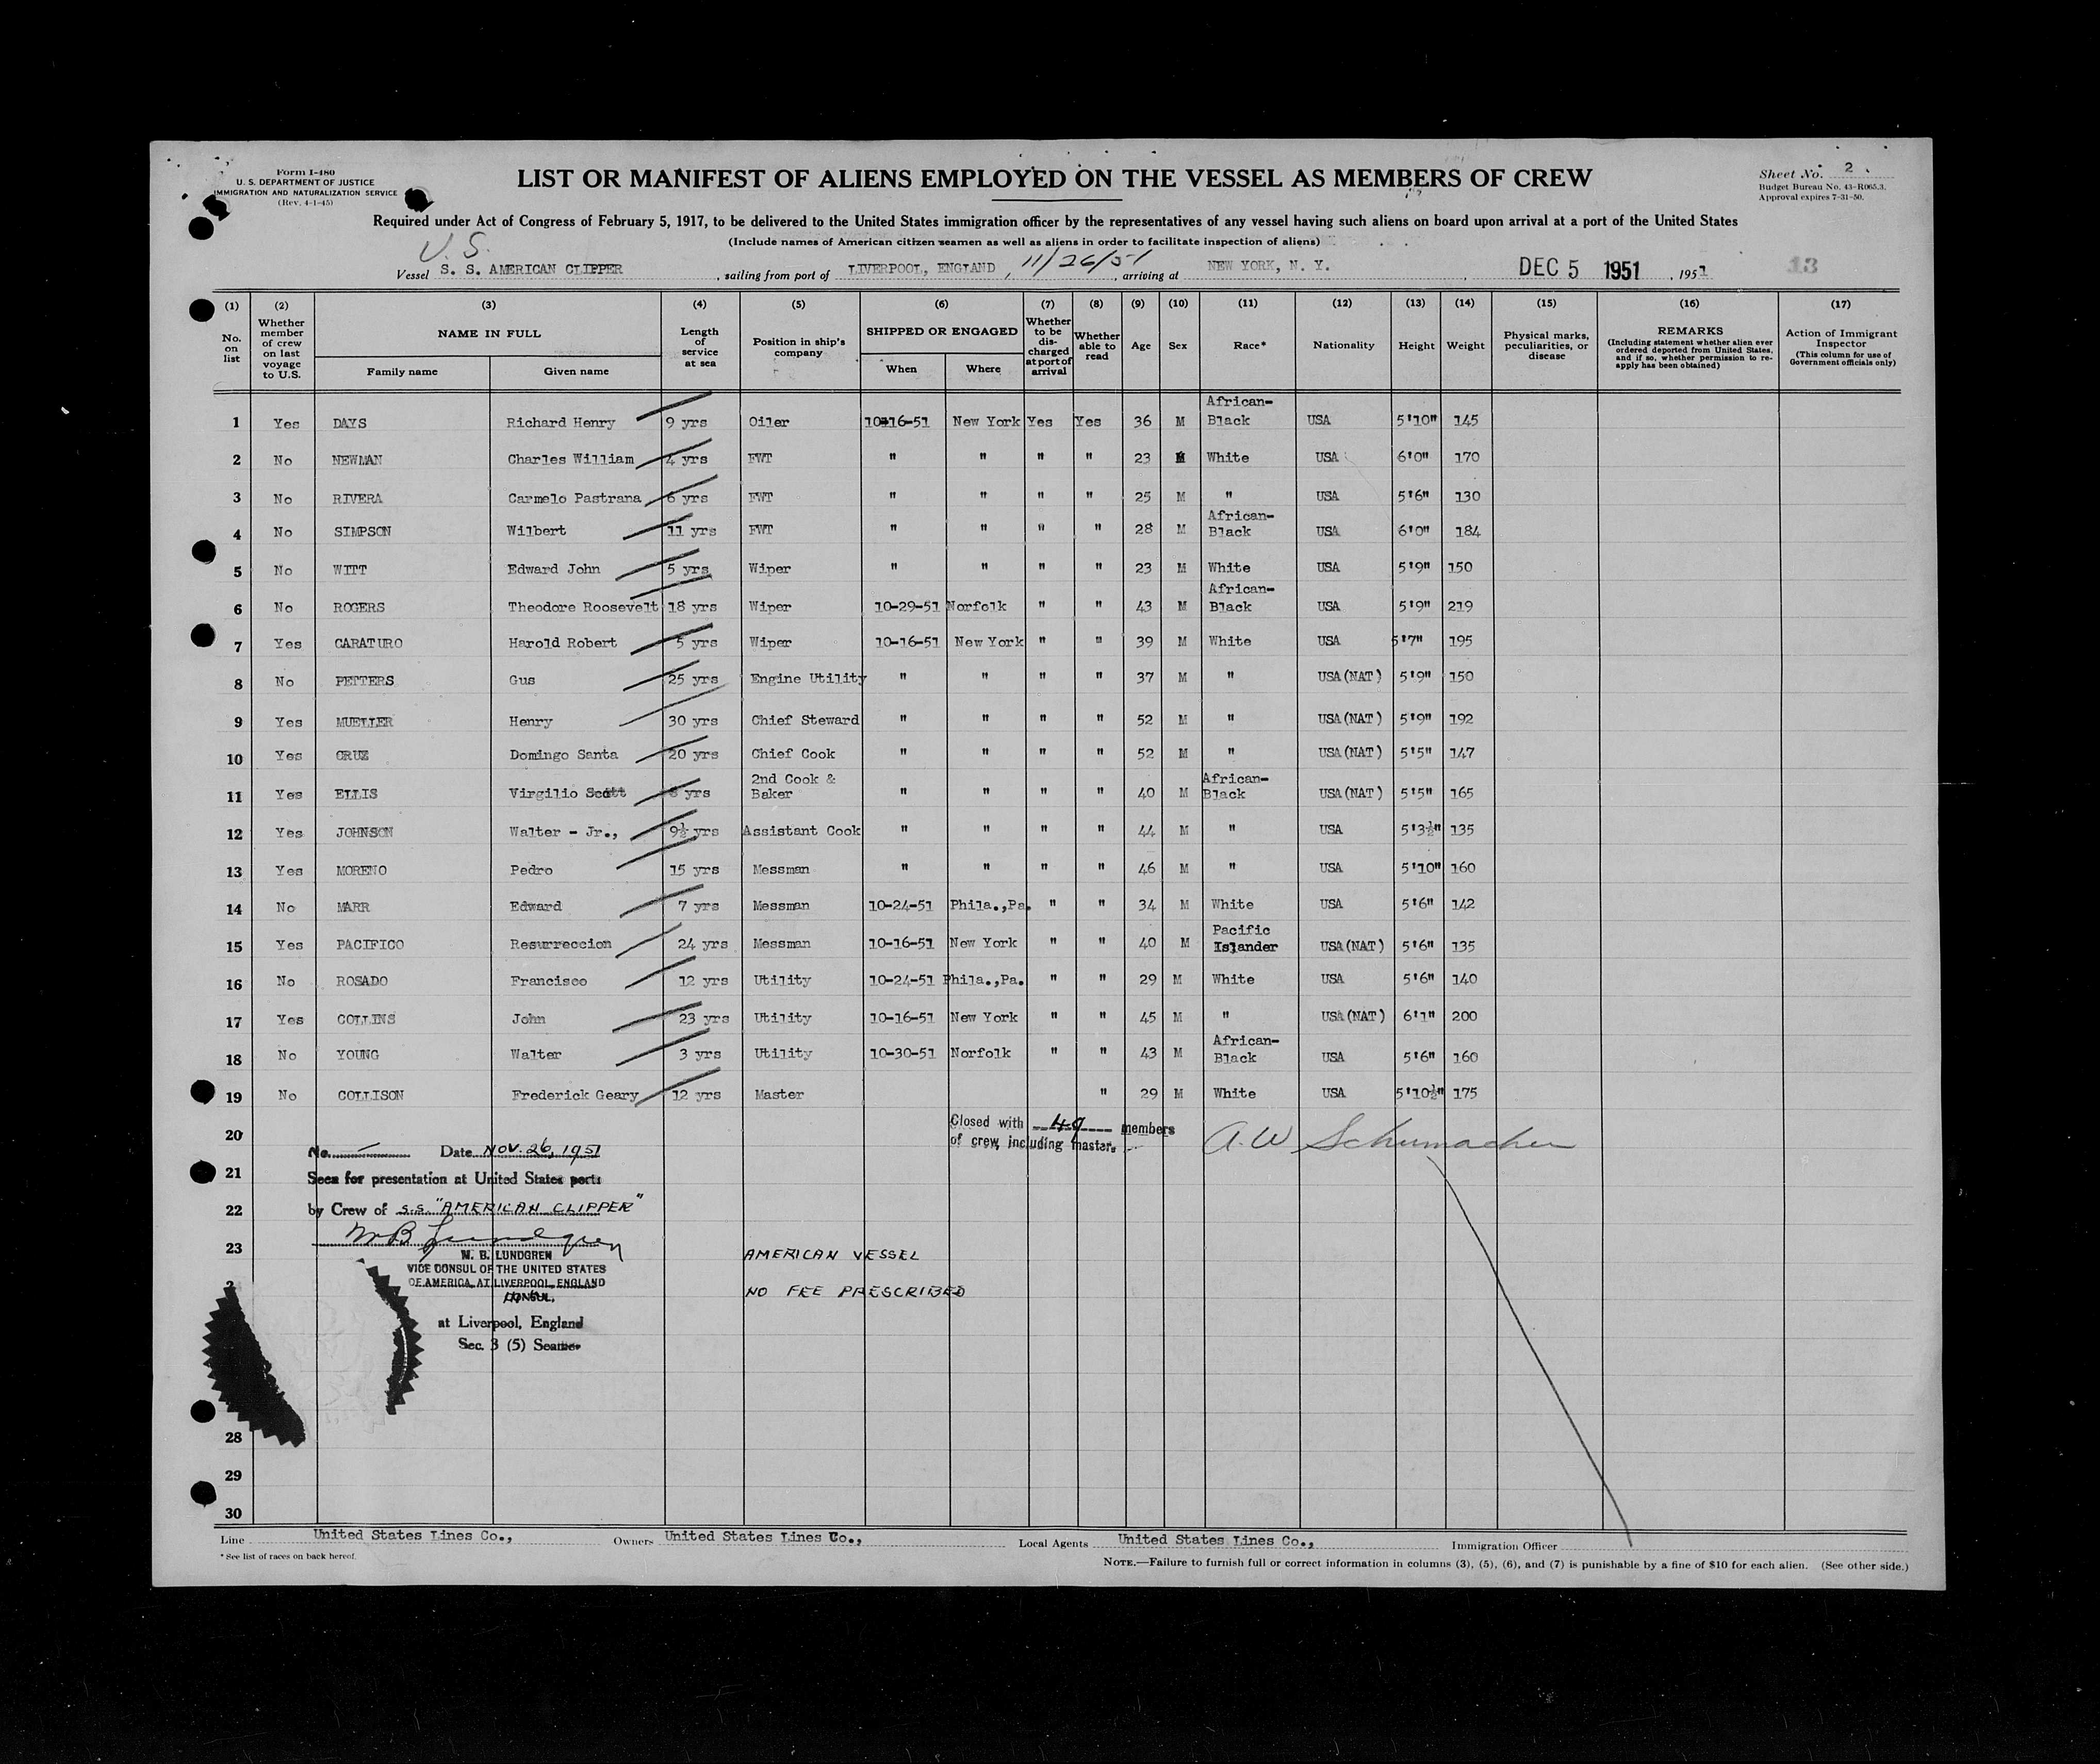 Form I-480
U. S. DEPARTMENT OF JUSTICE
IMMIGRATION AND NATURALIZATION SERVICE
(Rev. 4-1-45)
LIST OR MANIFEST OF ALIENS EMPLOYED ON THE VESSEL AS MEMBERS OF CREW
Sheet No. 2
Budget Bureau No. 43-R065.3.
Approval expires 7-31-50.
Required under Act of Congress of February 5, 1917, to be delivered to the United States immigration officer by the representatives of any vessel having such aliens on board upon arrival at a port of the United States
(Include names of American citizen seamen as well as aliens in order to facilitate inspection of aliens)
U.S.
Vessel S. S. AMERICAN CLIPPER, sailing from port of LIVERPOOL, ENGLAND, 11/26/51, arriving at NEW YORK, N. Y., DEC 5 1951, 1951 13
(1) (2) (3) (4) (5) (6) (7) (8) (9) (10) (11) (12) (13) (14) (15) (16) (17)
No. on list
Whether member of crew on last voyage to U.S.
NAME IN FULL
Family name Given name
Length of service at sea
Position in ship's company
SHIPPED OR ENGAGED
When Where
Whether to be discharged at port of arrival
Whether able to read
Age
Sex
Race*
Nationality
Height
Weight
Physical marks, peculiarities, or disease
REMARKS
(Including statement whether alien ever ordered deported from United States, and if so, whether permission to reapply has been obtained)
Action of Immigrant Inspector
(This column for use of Government officials only)
1 Yes DAYS Richard Henry 9 yrs Oiler 10-16-51 New York Yes Yes 36 M African-Black USA 5'10" 145
2 No NEWMAN Charles William 4 yrs FWT " " " " 23 M White USA 6'0" 170
3 No RIVERA Carmelo Pastrana 6 yrs FWT " " " " 25 M " USA 5'6" 130
4 No SIMPSON Wilbert 11 yrs FWT " " " " 28 M African-Black USA 6'0" 184
5 No WITT Edward John 5 yrs Wiper " " " " 23 M White USA 5'9" 150
6 No ROGERS Theodore Roosevelt 18 yrs Wiper 10-29-51 Norfolk " " 43 M African-Black USA 5'9" 219
7 Yes CARATURO Harold Robert 5 yrs Wiper 10-16-51 New York " " 39 M White USA 5'7" 195
8 No PETTERS Gus 25 yrs Engine Utility " " " " 37 M " USA(NAT) 5'9" 150
9 Yes MUELLER Henry 30 yrs Chief Steward " " " " 52 M " USA(NAT) 5'9" 192
10 Yes CRUZ Domingo Santa 20 yrs Chief Cook " " " " 52 M " USA(NAT) 5'5" 147
11 Yes ELLIS Virgilio Scott yrs 2nd Cook & Baker " " " " 40 M African-Black USA(NAT) 5'5" 165
12 Yes JOHNSON Walter - Jr., 9½ yrs Assistant Cook " " " " 44 M " USA 5'3½" 135
13 Yes MORENO Pedro 15 yrs Messman " " " " 46 M " USA 5'10" 160
14 No MARR Edward 7 yrs Messman 10-24-51 Phila.,Pa. " " 34 M White USA 5'6" 142
15 Yes PACIFICO Resurreccion 24 yrs Messman 10-16-51 New York " " 40 M Pacific Islander USA(NAT) 5'6" 135
16 No ROSADO Francisco 12 yrs Utility 10-24-51 Phila.,Pa. " " 29 M White USA 5'6" 140
17 Yes COLLINS John 23 yrs Utility 10-16-51 New York " " 45 M " USA(NAT) 6'1" 200
18 No YOUNG Walter 3 yrs Utility 10-30-51 Norfolk " " 43 M African-Black USA 5'6" 160
19 No COLLISON Frederick Geary 12 yrs Master " 29 M White USA 5'10½" 175
20
Closed with 49 members
of crew, including master.
A. W Schumacher
No. — Date NOV. 26, 1951
21
Seen for presentation at United States ports
22 by Crew of S.S. "AMERICAN CLIPPER"
23 W B Lundgren
W. B. LUNDGREN
VICE CONSUL OF THE UNITED STATES
OF AMERICA, AT LIVERPOOL, ENGLAND
CONSUL.
at Liverpool, England
Sec. 3 (5) Seamen
AMERICAN VESSEL
NO FEE PRESCRIBED
28
29
30
Line United States Lines Co., Owners United States Lines Co., Local Agents United States Lines Co., Immigration Officer
*See list of races on back hereof.
NOTE.—Failure to furnish full or correct information in columns (3), (5), (6), and (7) is punishable by a fine of $10 for each alien. (See other side.)